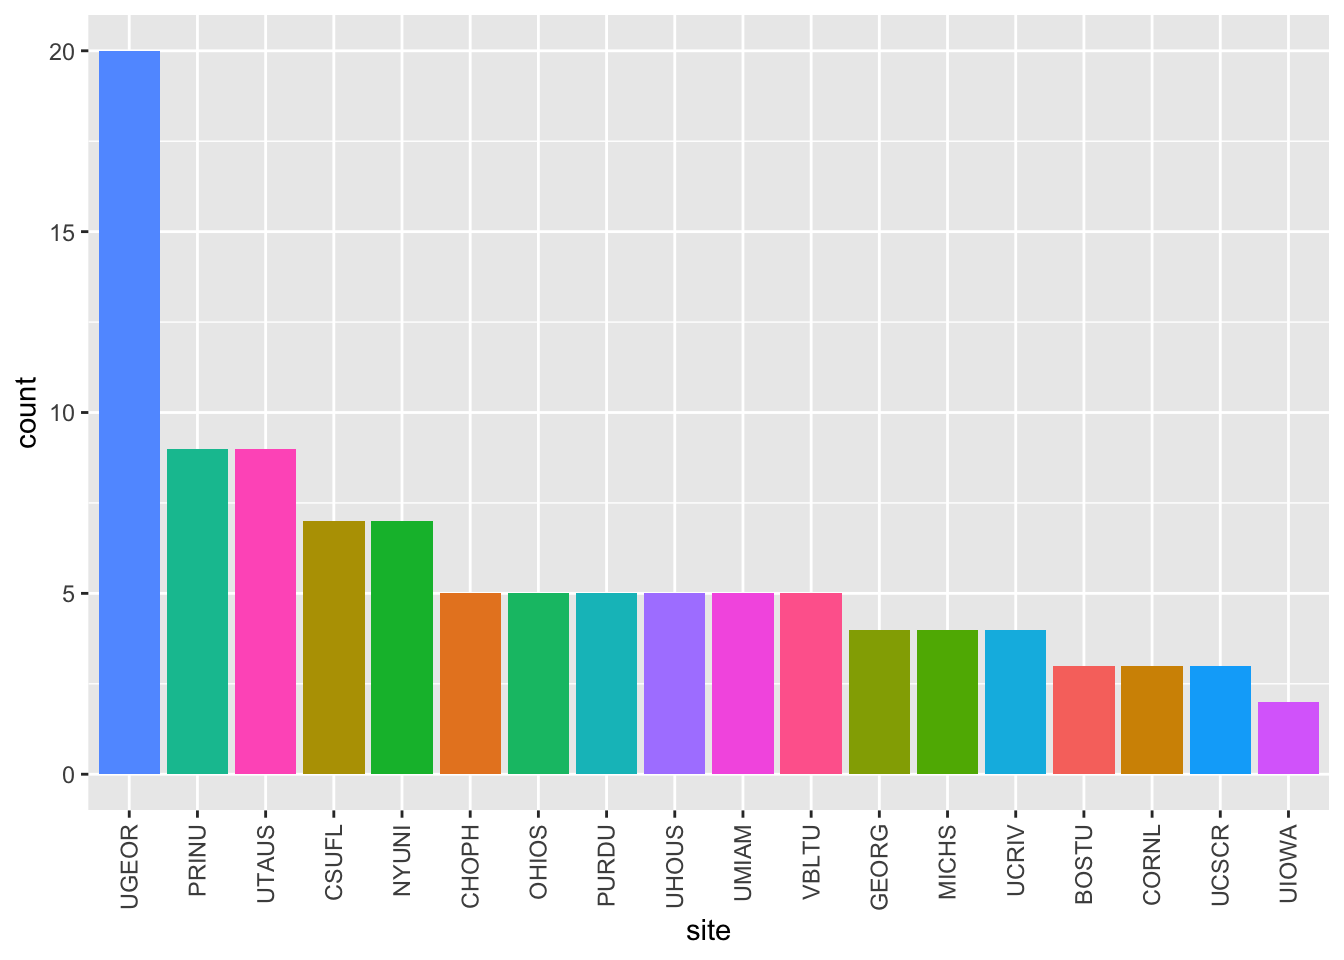 20
15
10
5
0
count
UGEOR
PRINU
UTAUS
CSUFL
NYUNI
CHOPH
OHIOS
PURDU
UHOUS
UMIAM
VBLTU
GEORG
MICHS
UCRIV
BOSTU
CORNL
UCSCR
UIOWA
site